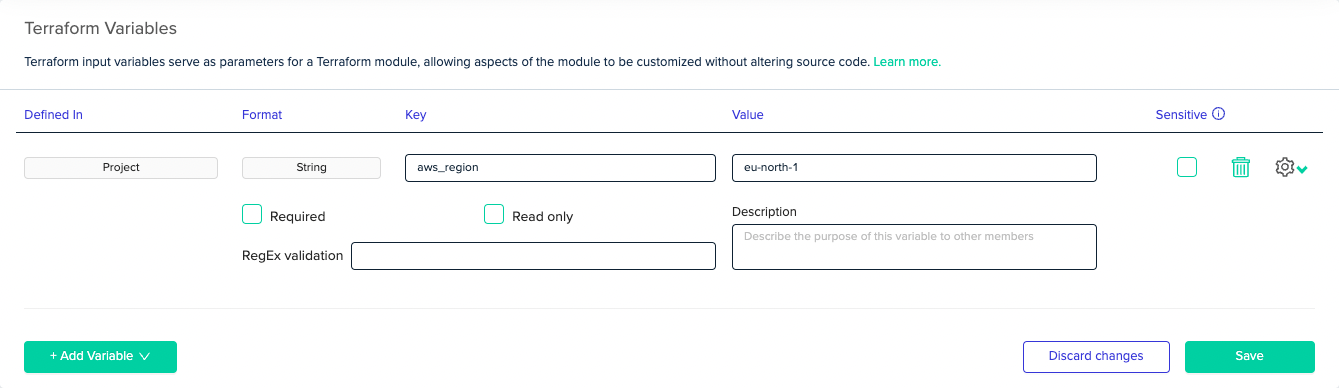 Terraform Variables
Terraform input variables serve as parameters for a Terraform module, allowing aspects of the module to be customized without altering source code. Learn more.
Defined In Format Key Value Sensitive
Project String aws_region eu-north-1
Required Read only Description
Describe the purpose of this variable to other members
RegEx validation
+ Add Variable Discard changes Save